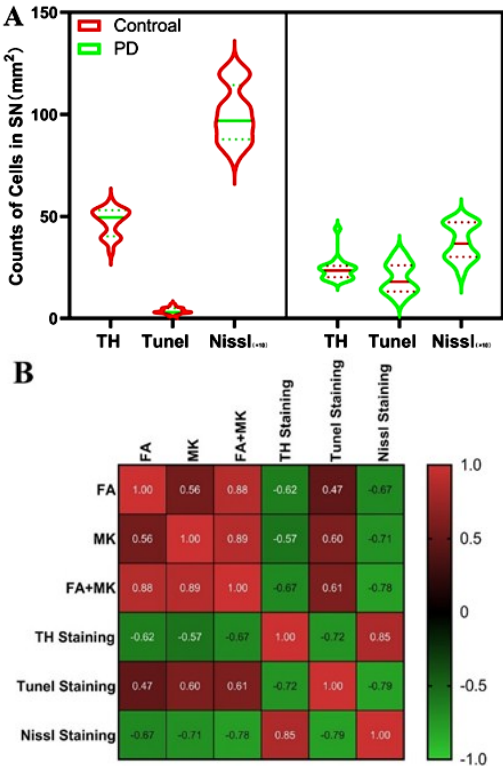 A
Controal
PD
Counts of Cells in SN(mm²)
150
100
50
0
TH Tunel Nissl(×10) TH Tunel Nissl(×10)
B
FA MK FA+MK TH Staining Tunel Staining Nissl Staining
FA 1.00 0.56 0.88 -0.62 0.47 -0.67
MK 0.56 1.00 0.89 -0.57 0.60 -0.71
FA+MK 0.88 0.89 1.00 -0.67 0.61 -0.78
TH Staining -0.62 -0.57 -0.67 1.00 -0.72 0.85
Tunel Staining 0.47 0.60 0.61 -0.72 1.00 -0.79
Nissl Staining -0.67 -0.71 -0.78 0.85 -0.79 1.00
1.0
0.5
0
-0.5
-1.0